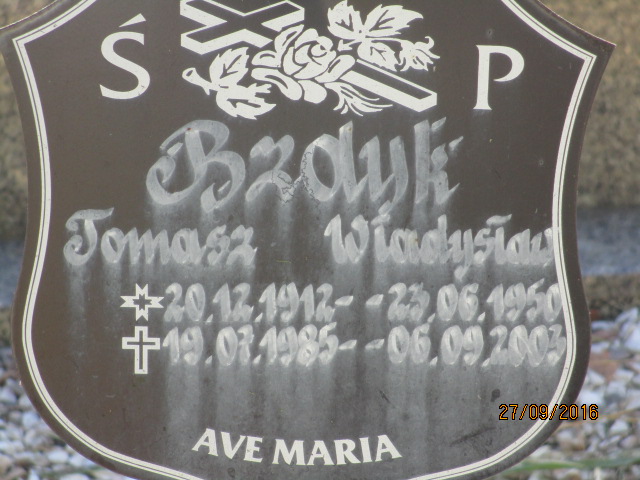 Ś P
Bzdyk
Tomasz Władysław
20.12.1912 - - 23.06.1950
19.07.1985 - - 06.09.2003
AVE MARIA
27/09/2016